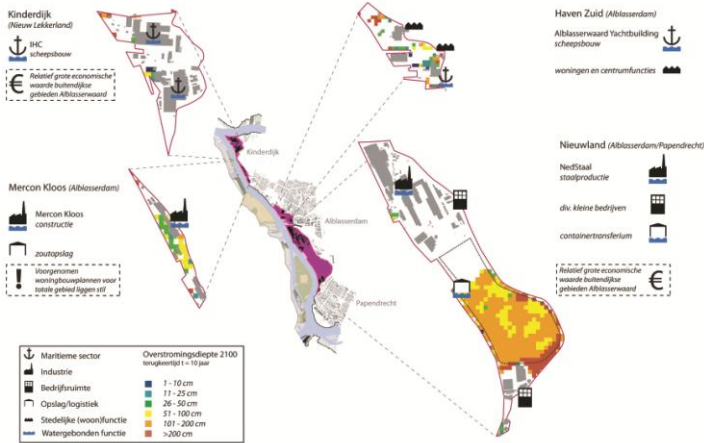 Kinderdijk
(Nieuw Lekkerland)
IHC
scheepsbouw
Relatief grote economische
waarde buitendijkse
gebieden Alblasserwaard
Haven Zuid (Alblasserdam)
Alblasserwaard Yachtbuilding
scheepsbouw
woningen en centrumfuncties
Kinderdijk
Alblasserdam
Papendrecht
Mercon Kloos (Alblasserdam)
Mercon Kloos
constructie
zoutopslag
Voorgenomen
woningbouwplannen voor
totale gebied liggen stil
Nieuwland (Alblasserdam/Papendrecht)
NedStaal
staalproductie
div. kleine bedrijven
containertransferium
Relatief grote economische
waarde buitendijkse
gebieden Alblasserwaard
Maritieme sector
Industrie
Bedrijfsruimte
Opslag/logistiek
Stedelijke (woon)functie
Watergebonden functie
Overstromingsdiepte 2100
terugkeertijd t = 10 jaar
1 - 10 cm
11 - 25 cm
26 - 50 cm
51 - 100 cm
101 - 200 cm
>200 cm